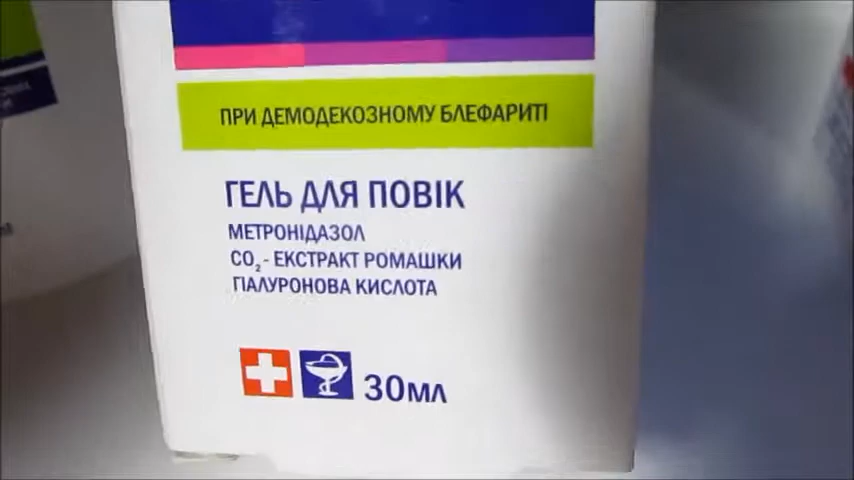 ПРИ ДЕМОДЕКОЗНОМУ БЛЕФАРИТІ
ГЕЛЬ ДЛЯ ПОВІК
МЕТРОНІДАЗОЛ
CO₂- ЕКСТРАКТ РОМАШКИ
ГІАЛУРОНОВА КИСЛОТА
30МЛ